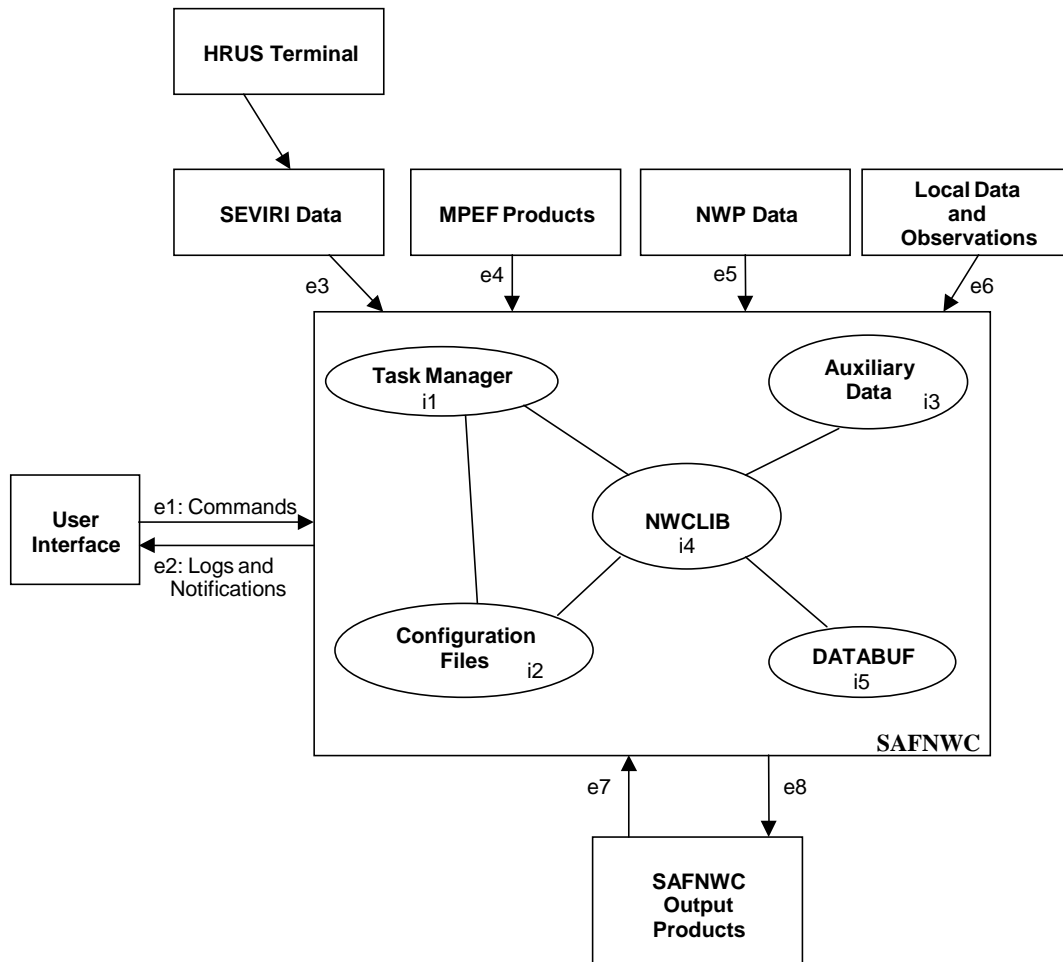 HRUS Terminal
SEVIRI Data
MPEF Products
NWP Data
Local Data
and
Observations
e3
e4
e5
e6
Task Manager
i1
Auxiliary
Data
i3
User
Interface
e1: Commands
e2: Logs and
Notifications
NWCLIB
i4
Configuration
Files
i2
DATABUF
i5
SAFNWC
e7
e8
SAFNWC
Output
Products